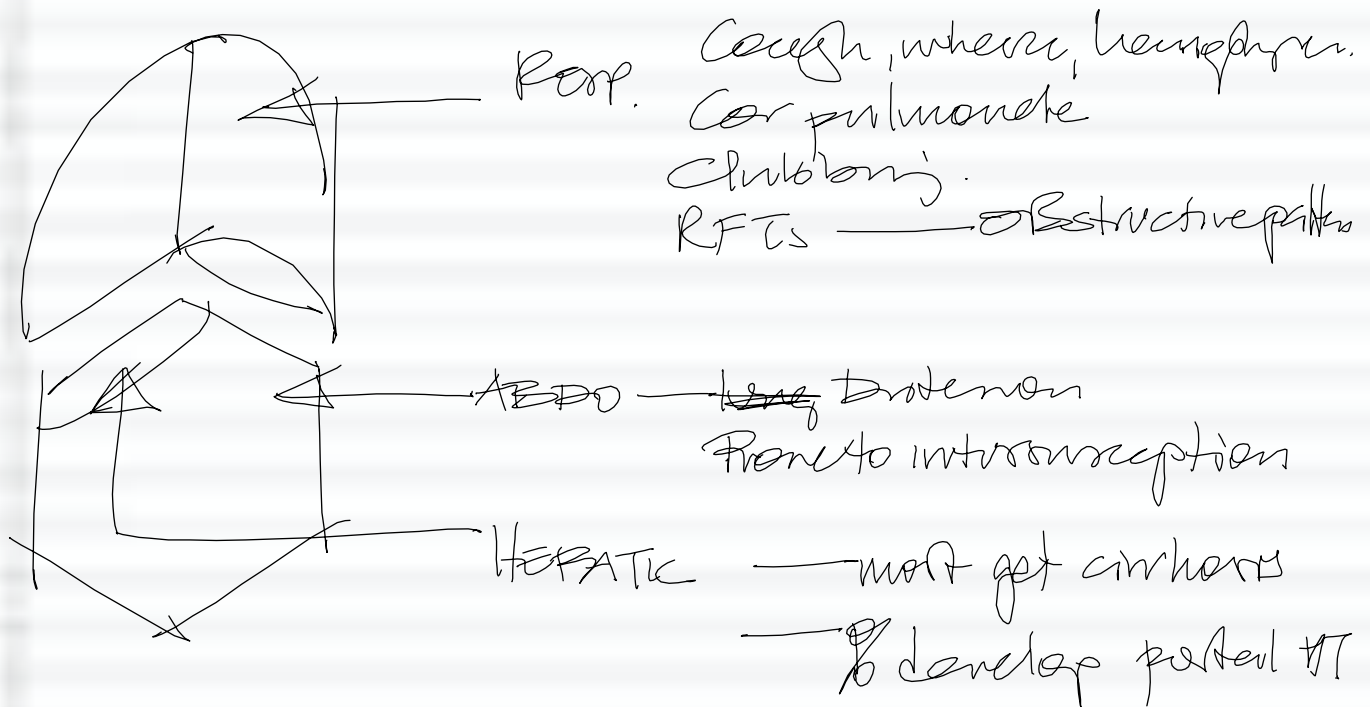 Resp. Cough, wheeze, hemoptysis.
Cor pulmonale
Clubbing.
RFTs — Obstructive pattern
ABDO — Distension
Prone to intussusception
HEPATIC — most get cirrhosis
— % develop portal HT